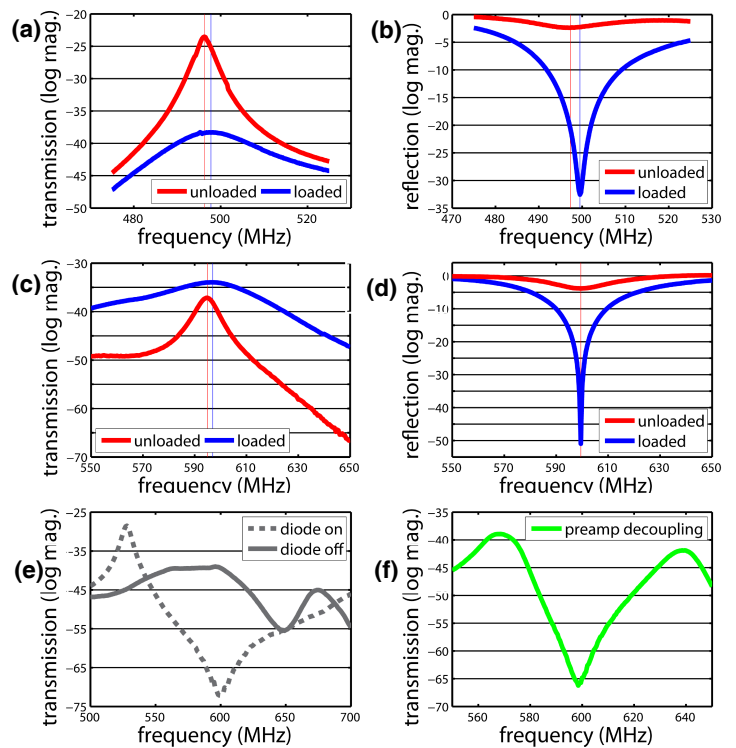 (a)
transmission (log mag.)
−20
−25
−30
−35
−40
−45
−50
480
500
520
frequency (MHz)
unloaded
loaded
(b)
reflection (log mag.)
0
−5
−10
−15
−20
−25
−30
−35
470
480
490
500
510
520
530
frequency (MHz)
unloaded
loaded
(c)
transmission (log mag.)
−30
−40
−50
−60
−70
550
570
590
610
630
650
frequency (MHz)
unloaded
loaded
(d)
reflection (log mag.)
0
−10
−20
−30
−40
−50
550
570
590
610
630
650
frequency (MHz)
unloaded
loaded
(e)
transmission (log mag.)
−25
−35
−45
−55
−65
−75
500
550
600
650
700
frequency (MHz)
diode on
diode off
(f)
transmission (log mag.)
−35
−40
−45
−50
−55
−60
−65
−70
560
580
600
620
640
frequency (MHz)
preamp decoupling